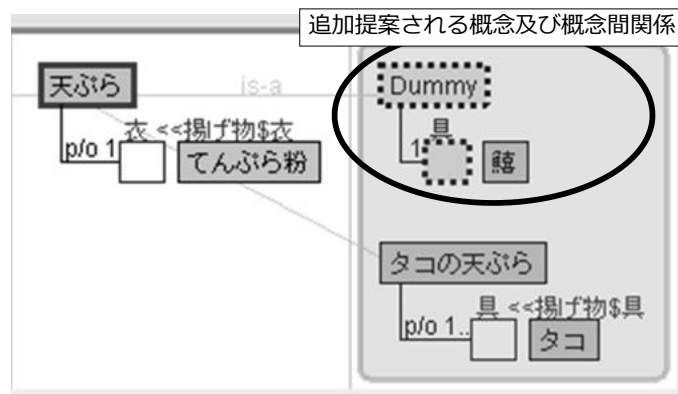 追加提案される概念及び概念間関係
天ぷら
is-a
Dummy
衣 <<揚げ物$衣
p/o 1
てんぷら粉
具
1
鱚
タコの天ぷら
具 <<揚げ物$具
p/o 1..
タコ